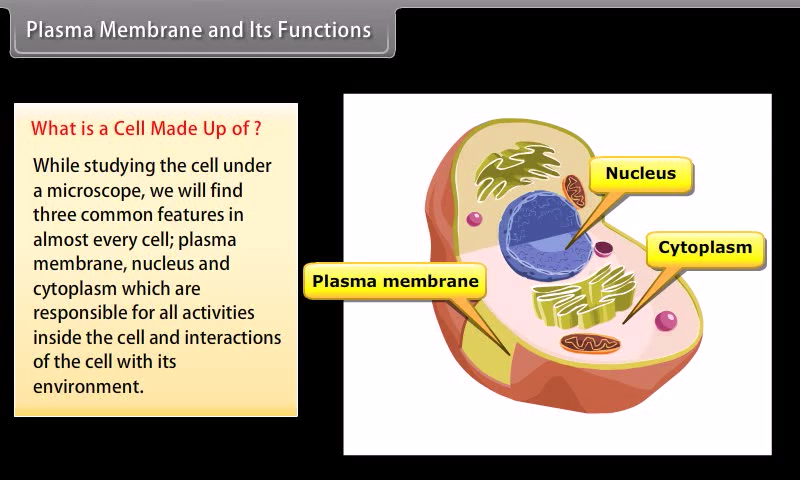 Plasma Membrane and Its Functions
What is a Cell Made Up of ?
While studying the cell under
a microscope, we will find
three common features in
almost every cell; plasma
membrane, nucleus and
cytoplasm which are
responsible for all activities
inside the cell and interactions
of the cell with its
environment.
Nucleus
Cytoplasm
Plasma membrane